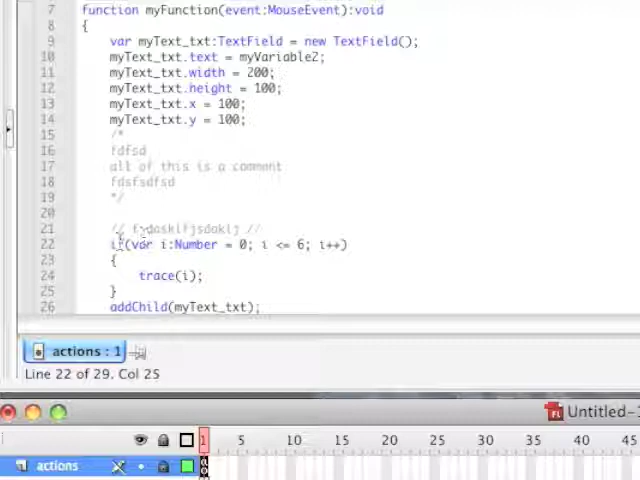 7 function myFunction(event:MouseEvent):void
8 {
9 var myText_txt:TextField = new TextField();
10 myText_txt.text = myVariable2;
11 myText_txt.width = 200;
12 myText_txt.height = 100;
13 myText_txt.x = 100;
14 myText_txt.y = 100;
15 /*
16 fdfsd
17 all of this is a comment
18 fdsfsdfsd
19 */
20
21 // //
22 if(var i:Number = 0; i <= 6; i++)
23 {
24 trace(i);
25 }
26 addChild(myText_txt);
actions : 1
Line 22 of 29, Col 25
Untitled-1
1 5 10 15 20 25 30 35 40 45
actions